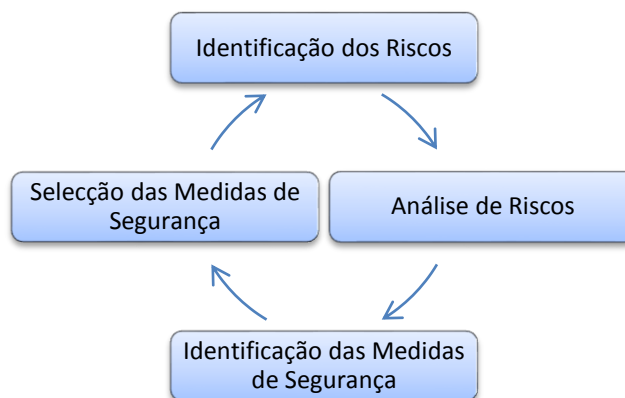 Identificação dos Riscos
Selecção das Medidas de
Segurança
Análise de Riscos
Identificação das Medidas
de Segurança